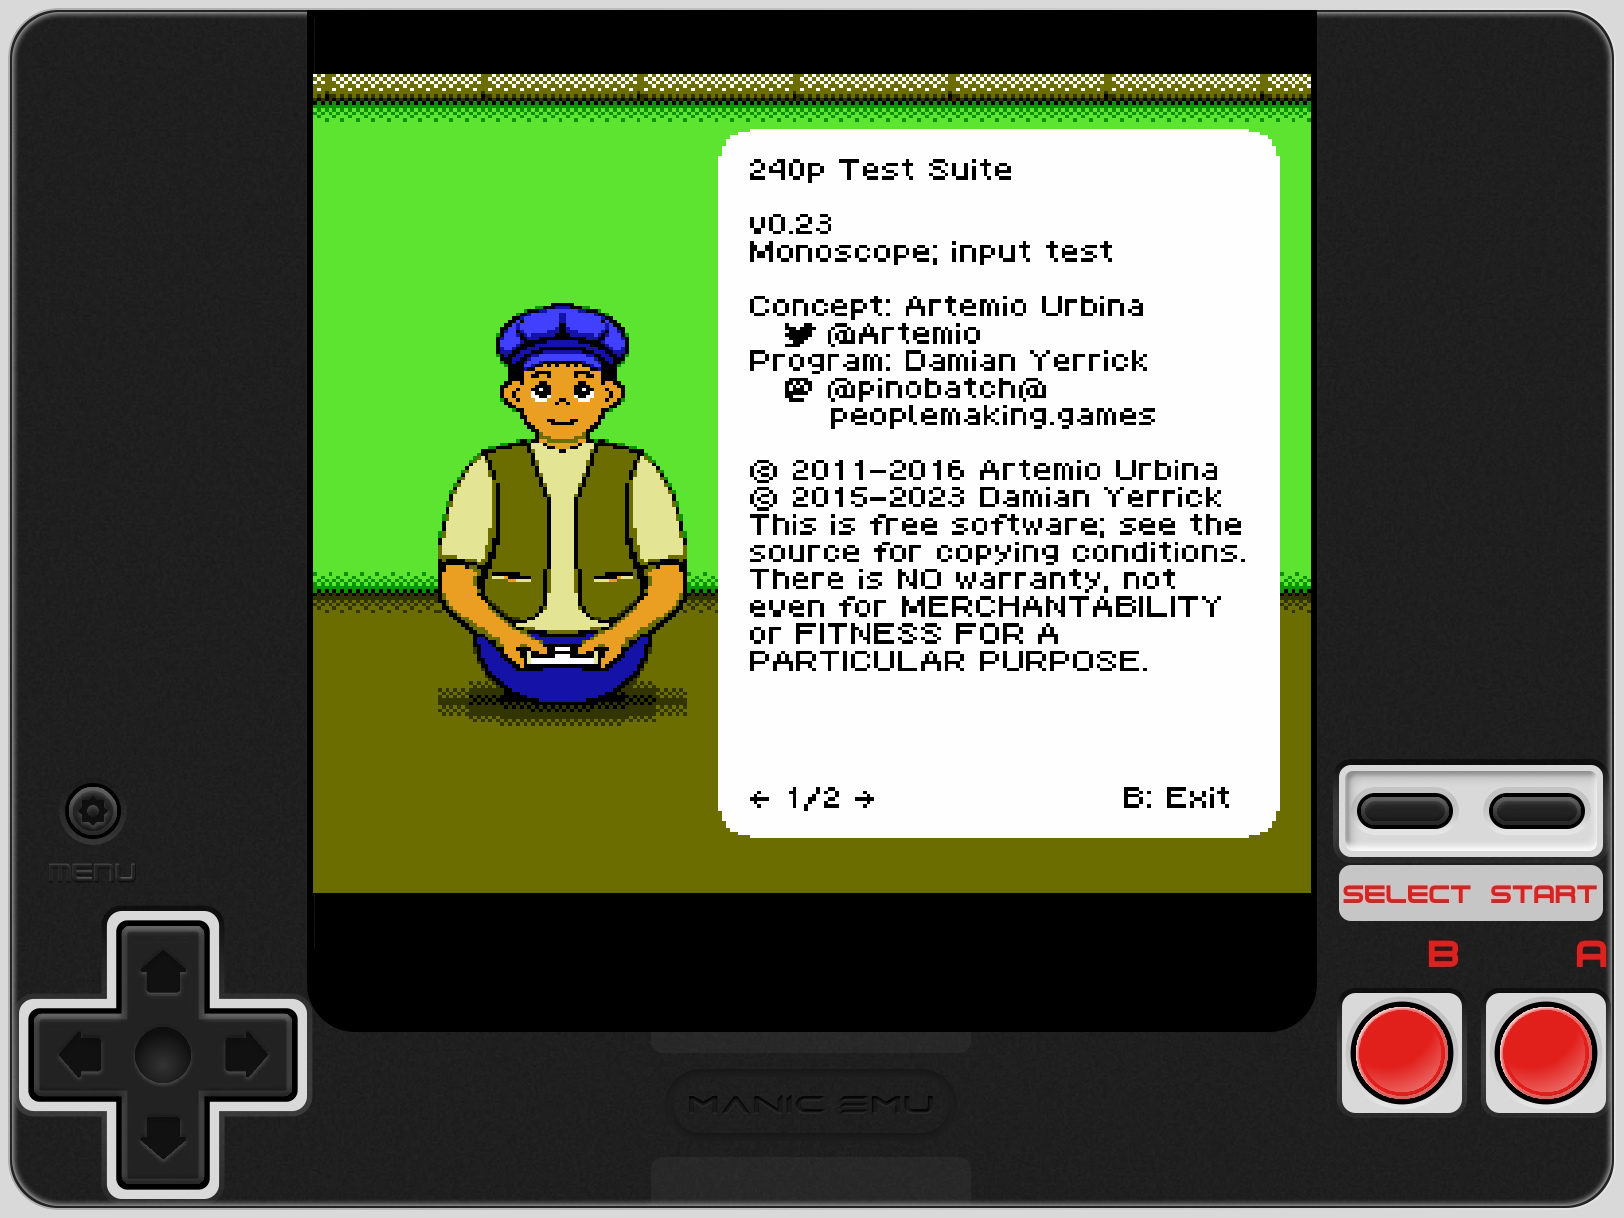 240p Test Suite
v0.23
Monoscope; input test
Concept: Artemio Urbina
@Artemio
Program: Damian Yerrick
@pinobatch@
peoplemaking.games
© 2011–2016 Artemio Urbina
© 2015–2023 Damian Yerrick
This is free software; see the
source for copying conditions.
There is NO warranty, not
even for MERCHANTABILITY
or FITNESS FOR A
PARTICULAR PURPOSE.
← 1/2 → B: Exit
MENU
SELECT START
B A
MANIC EMU